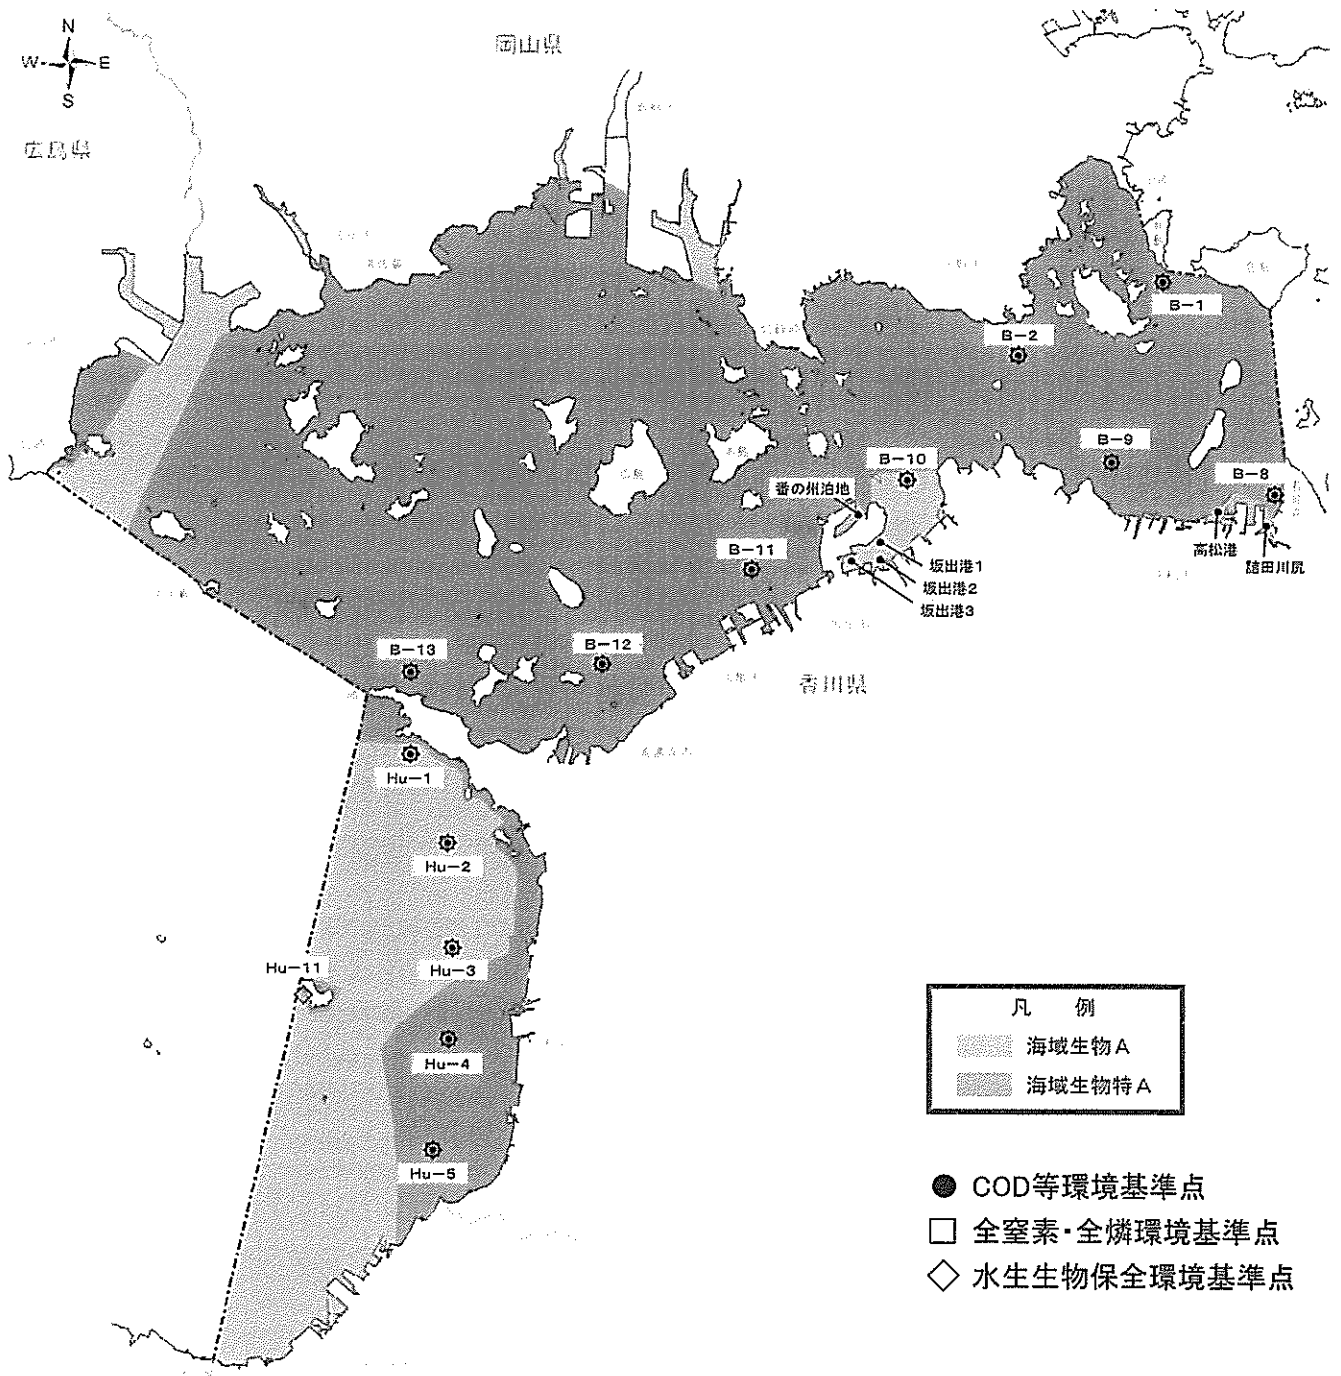 N
W
E
S
岡山県
広島県
B-1
B-2
B-9
B-10
B-8
番の州泊地
高松港
詰田川尻
B-11
坂出港1
坂出港2
坂出港3
B-12
B-13
香川県
Hu-1
Hu-2
Hu-3
Hu-11
Hu-4
Hu-5
凡 例
海域生物A
海域生物特A
COD等環境基準点
全窒素・全燐環境基準点
水生生物保全環境基準点